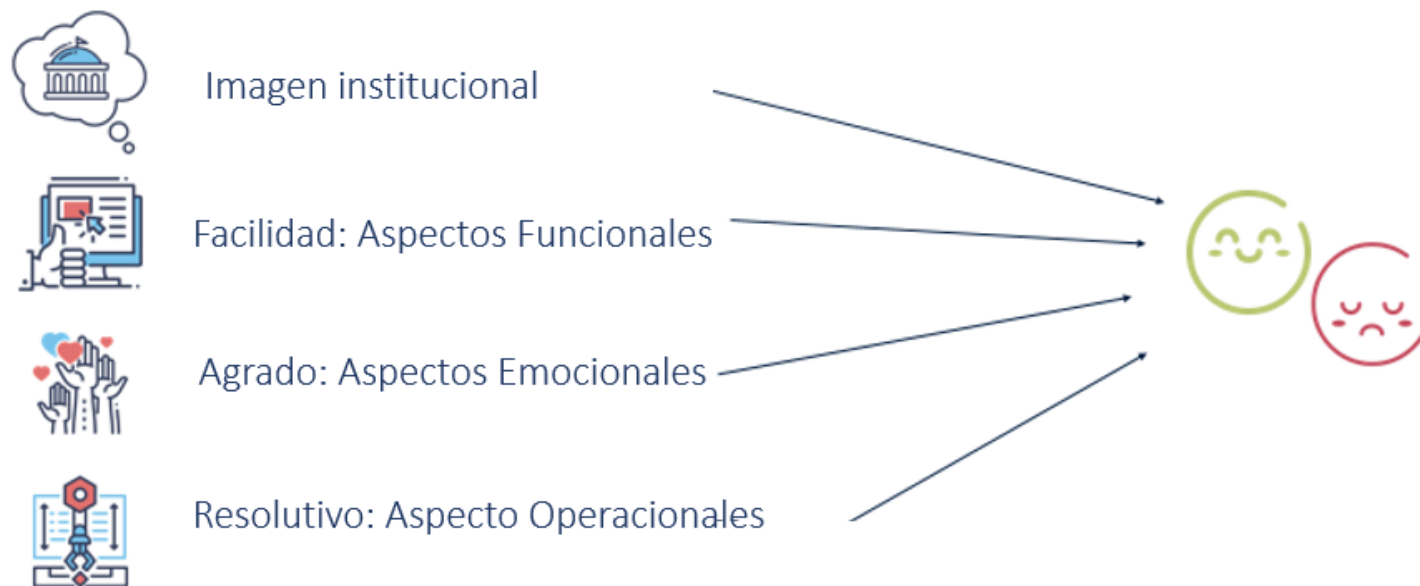 Imagen institucional
Facilidad: Aspectos Funcionales
Agrado: Aspectos Emocionales
Resolutivo: Aspecto Operacionales